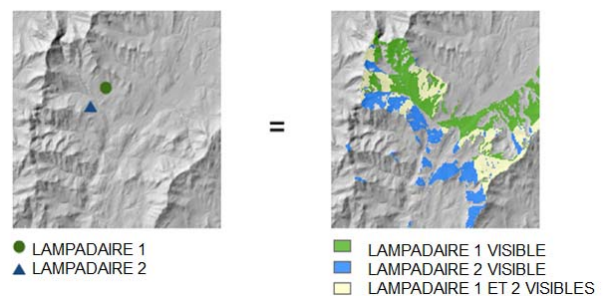 =
LAMPADAIRE 1
LAMPADAIRE 2
LAMPADAIRE 1 VISIBLE
LAMPADAIRE 2 VISIBLE
LAMPADAIRE 1 ET 2 VISIBLES